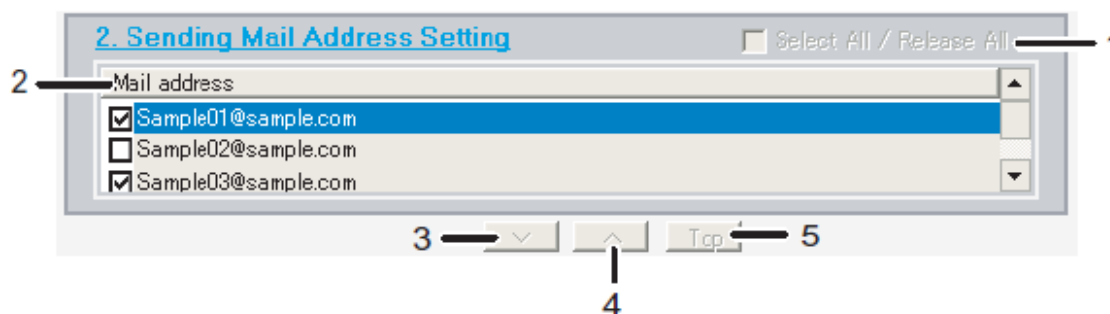 2. Sending Mail Address Setting
Select All / Release All
1
2
Mail address
Sample01@sample.com
Sample02@sample.com
Sample03@sample.com
3
Top
5
4